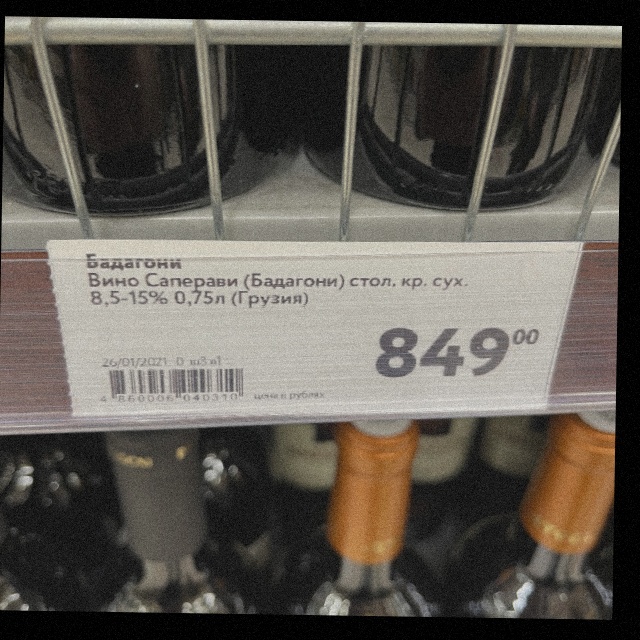 Бадагони
Вино Саперави (Бадагони) стол. кр. сух.
8,5-15% 0,75л (Грузия)
849 00
26/01/2021
4 860006 040310
цена в рублях